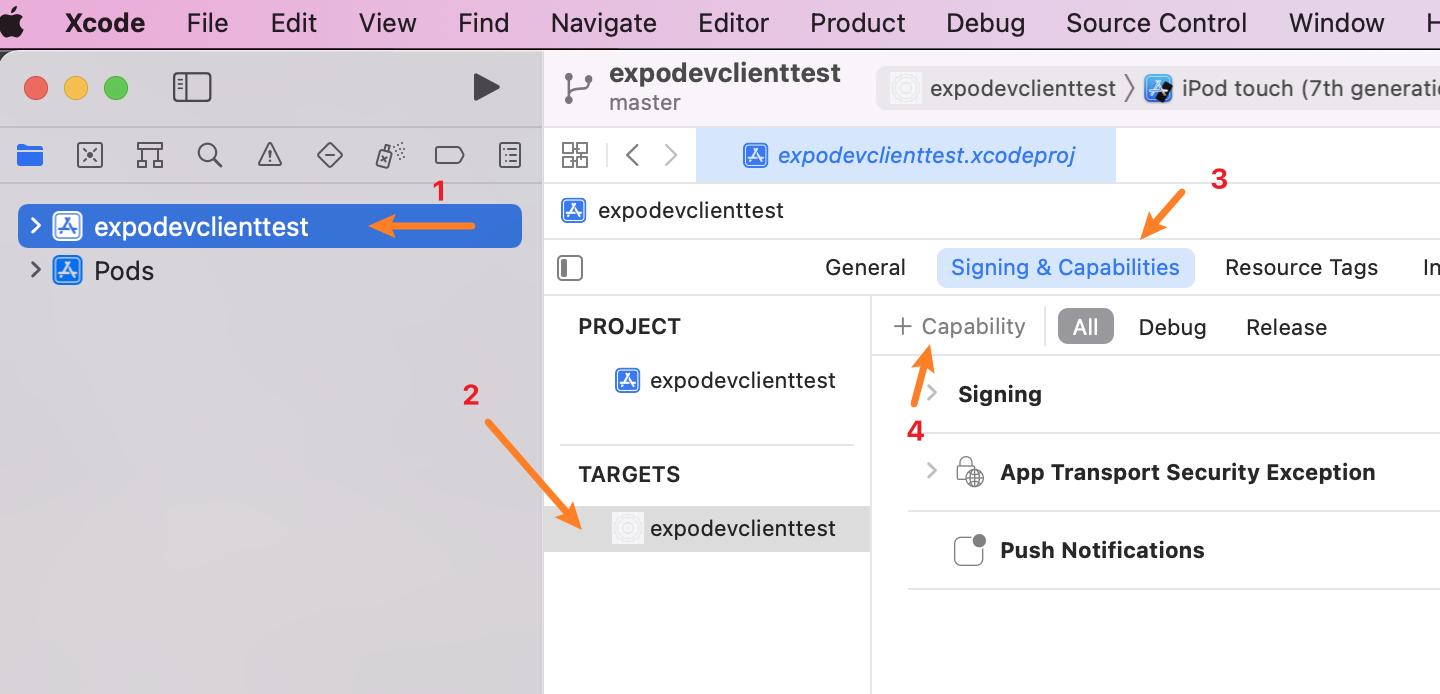 Xcode File Edit View Find Navigate Editor Product Debug Source Control Window
expodevclienttest
master
expodevclienttest iPod touch (7th generati
expodevclienttest.xcodeproj
1
3
expodevclienttest
Pods
expodevclienttest
General Signing & Capabilities Resource Tags In
PROJECT
expodevclienttest
2
TARGETS
expodevclienttest
+ Capability All Debug Release
4
Signing
App Transport Security Exception
Push Notifications